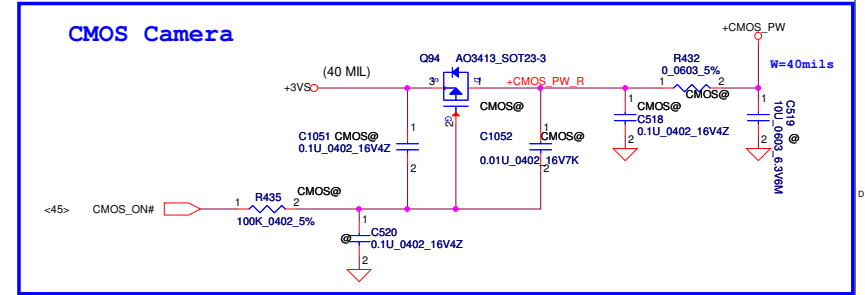 CMOS Camera
+CMOS_PW
Q94 AO3413_SOT23-3
R432
0_0603_5%
W=40mils
(40 MIL)
+3VS
3
1
+CMOS_PW_R
1
2
CMOS@
CMOS@
2
1
C1051 CMOS@
0.1U_0402_16V4Z
2
C1052
1
CMOS@
0.01U_0402_16V7K
2
1
CMOS@
C518
0.1U_0402_16V4Z
2
1
2
C519
10U_0603_6.3V6M
@
<45>
CMOS_ON#
1
R435
2
CMOS@
100K_0402_5%
1
@
C520
0.1U_0402_16V4Z
2
D